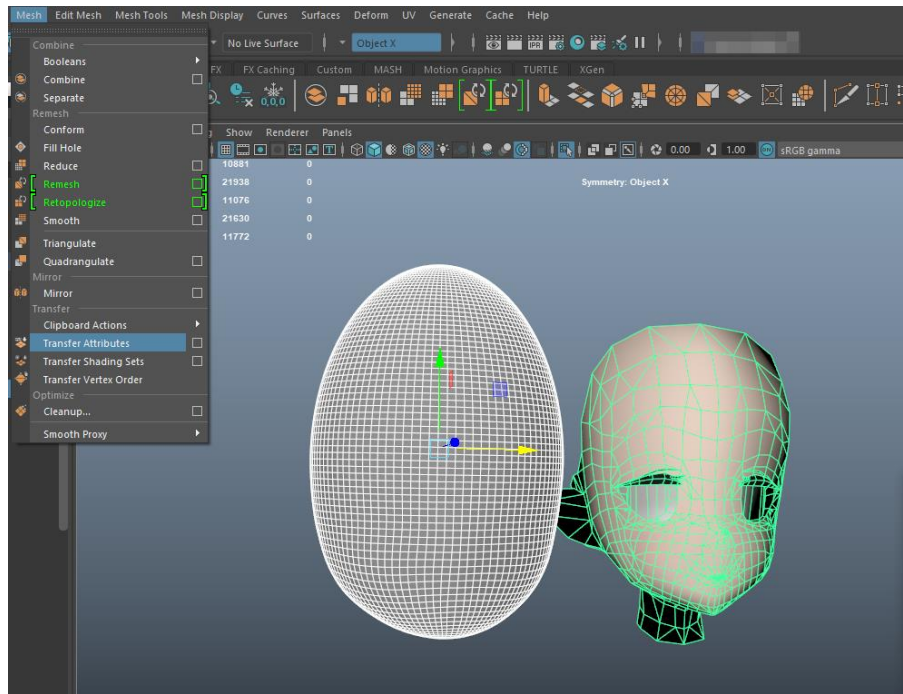 Mesh Edit Mesh Mesh Tools Mesh Display Curves Surfaces Deform UV Generate Cache Help
No Live Surface Object X
IPR
FX FX Caching Custom MASH Motion Graphics TURTLE XGen
0,0,0
Show Renderer Panels
0.00 1.00 ON sRGB gamma
Combine
Booleans
Combine
Separate
Remesh
Conform
Fill Hole
Reduce
Remesh
Retopologize
Smooth
Triangulate
Quadrangulate
Mirror
Mirror
Transfer
Clipboard Actions
Transfer Attributes
Transfer Shading Sets
Transfer Vertex Order
Optimize
Cleanup...
Smooth Proxy
10881 0
21938 0
11076 0
21630 0
11772 0
Symmetry: Object X